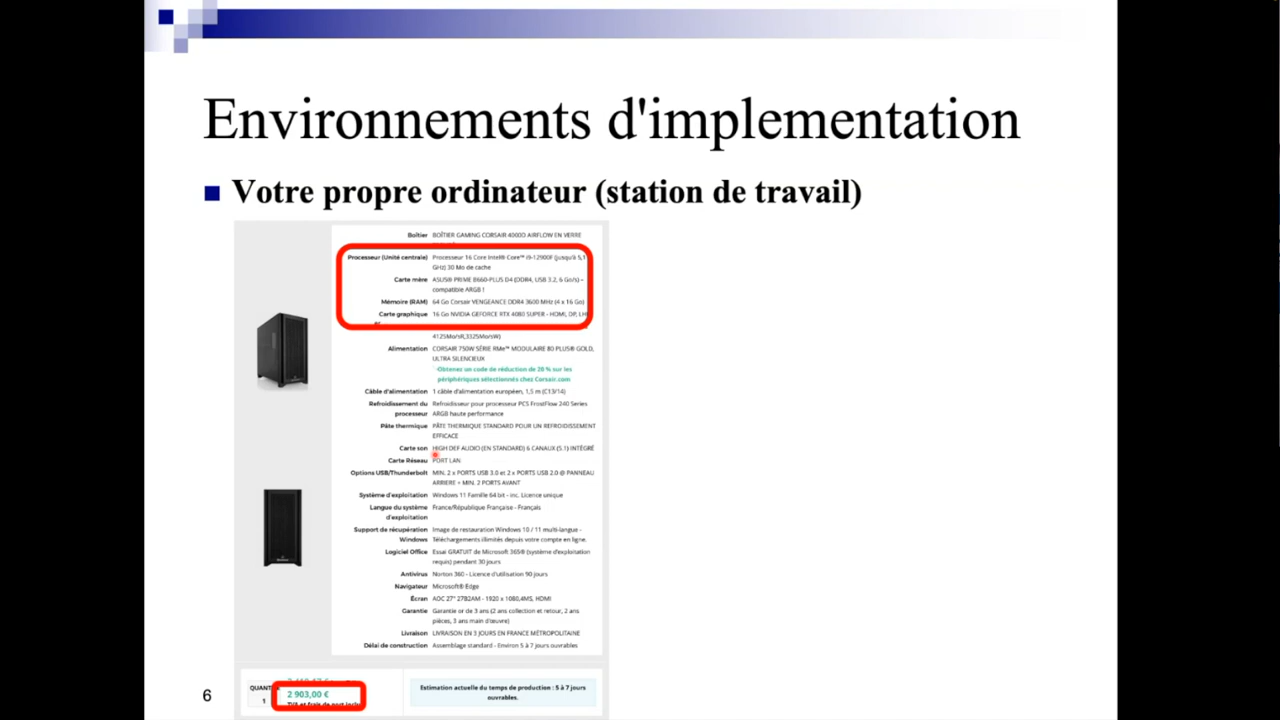 Environnements d'implementation
Votre propre ordinateur (station de travail)
Boîtier BOÎTIER GAMING CORSAIR 4000D AIRFLOW EN VERRE
Processeur (Unité centrale) Processeur 16 Core Intel® Core™ i9-12900F (jusqu'à 5,1
GHz) 30 Mo de cache
Carte mère ASUS® PRIME B660-PLUS D4 (DDR4, USB 3.2, 6 Go/s) -
compatible ARGB !
Mémoire (RAM) 64 Go Corsair VENGEANCE DDR4 3600 MHz (4 x 16 Go)
Carte graphique 16 Go NVIDIA GEFORCE RTX 4080 SUPER - HDMI, DP, LH
4125Mo/sR,3325Mo/sW)
Alimentation CORSAIR 750W SÉRIE RMe™ MODULAIRE 80 PLUS® GOLD,
ULTRA SILENCIEUX
Obtenez un code de réduction de 20 % sur les
périphériques sélectionnés chez Corsair.com
Câble d'alimentation 1 câble d'alimentation européen, 1,5 m (C13/14)
Refroidissement du Refroidisseur pour processeur PCS FrostFlow 240 Series
processeur ARGB haute performance
Pâte thermique PÂTE THERMIQUE STANDARD POUR UN REFROIDISSEMENT
EFFICACE
Carte son HIGH DEF AUDIO (EN STANDARD) 6 CANAUX (5.1) INTÉGRÉ
Carte Réseau PORT LAN
Options USB/Thunderbolt MIN. 2 x PORTS USB 3.0 et 2 x PORTS USB 2.0 @ PANNEAU
ARRIERE + MIN. 2 PORTS AVANT
Système d'exploitation Windows 11 Famille 64 bit - inc. Licence unique
Langue du système France/République Française - Français
d'exploitation
Support de récupération Image de restauration Windows 10 / 11 multi-langue -
Windows Téléchargements illimités depuis votre compte en ligne.
Logiciel Office Essai GRATUIT de Microsoft 365® (système d'exploitation
requis) pendant 30 jours
Antivirus Norton 360 - Licence d'utilisation 90 jours
Navigateur Microsoft® Edge
Écran AOC 27" 27B2AM - 1920 x 1080,4MS, HDMI
Garantie Garantie or de 3 ans (2 ans collection et retour, 2 ans
pièces, 3 ans main d'œuvre)
Livraison LIVRAISON EN 3 JOURS EN FRANCE MÉTROPOLITAINE
Délai de construction Assemblage standard - Environ 5 à 7 jours ouvrables
QUANT
1
2 903,00 €
TVA et frais de port inclu
Estimation actuelle du temps de production : 5 à 7 jours
ouvrables.
6